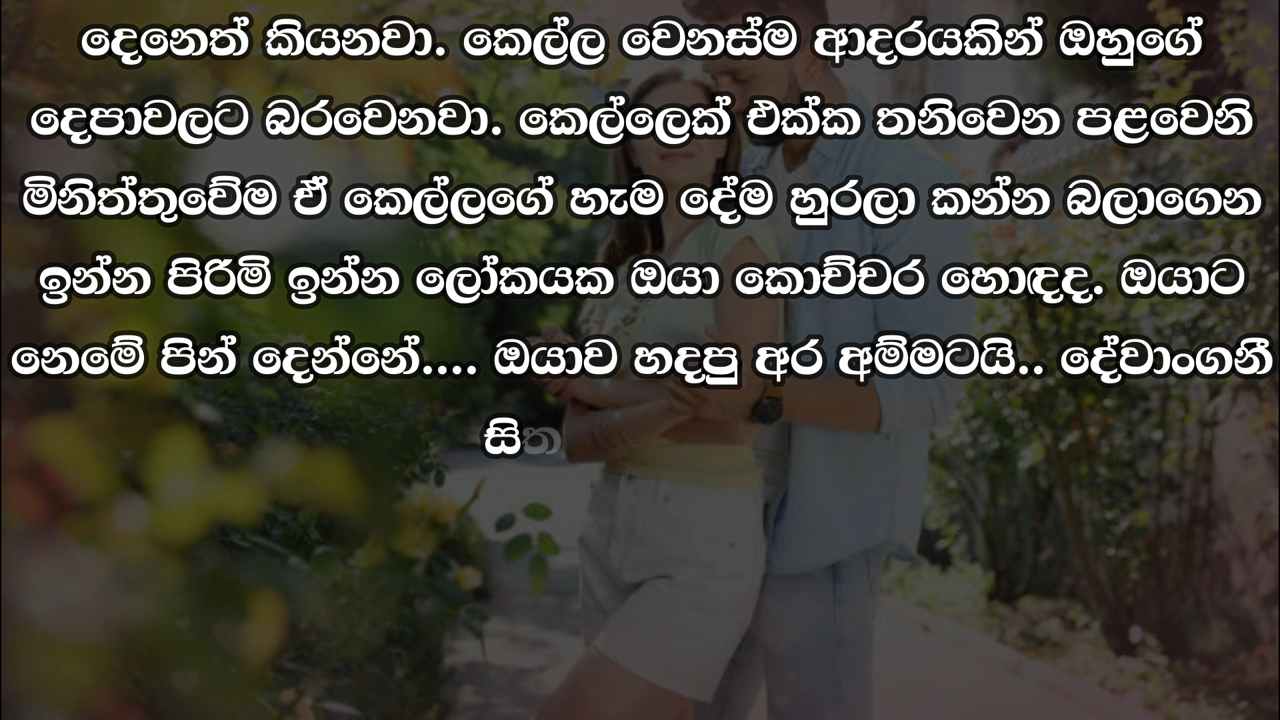 දෙනෙත් කියනවා. කෙල්ල වෙනස්ම ආදරයකින් ඔහුගේ
දෙපාවලට බරවෙනවා. කෙල්ලෙක් එක්ක තනිවෙන පළවෙනි
මිනිත්තුවේම ඒ කෙල්ලගේ හැම දේම හුරලා කන්න බලාගෙන
ඉන්න පිරිමි ඉන්න ලෝකයක ඔයා කොච්චර හොඳද. ඔයාට
නෙමේ පින් දෙන්නේ.... ඔයාව හදපු අර අම්මටයි.. දේවාංගනී
සිත